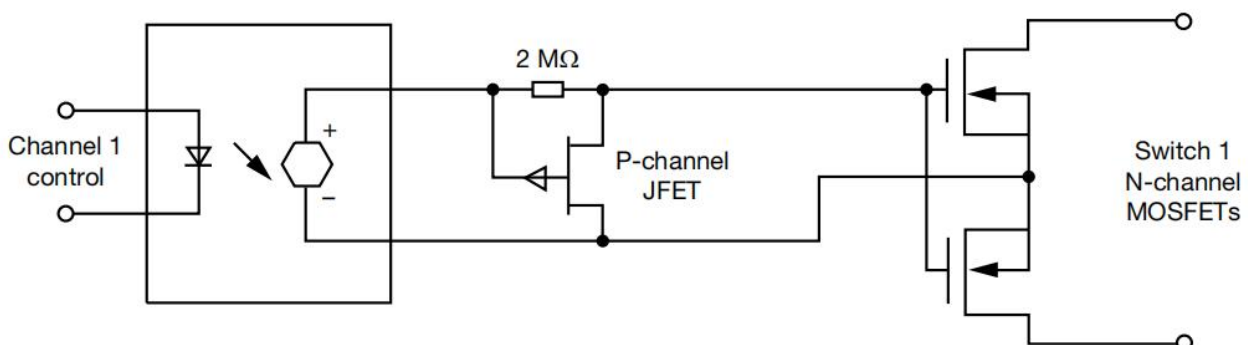 2 MΩ
Channel 1
control
+
−
P-channel
JFET
Switch 1
N-channel
MOSFETs